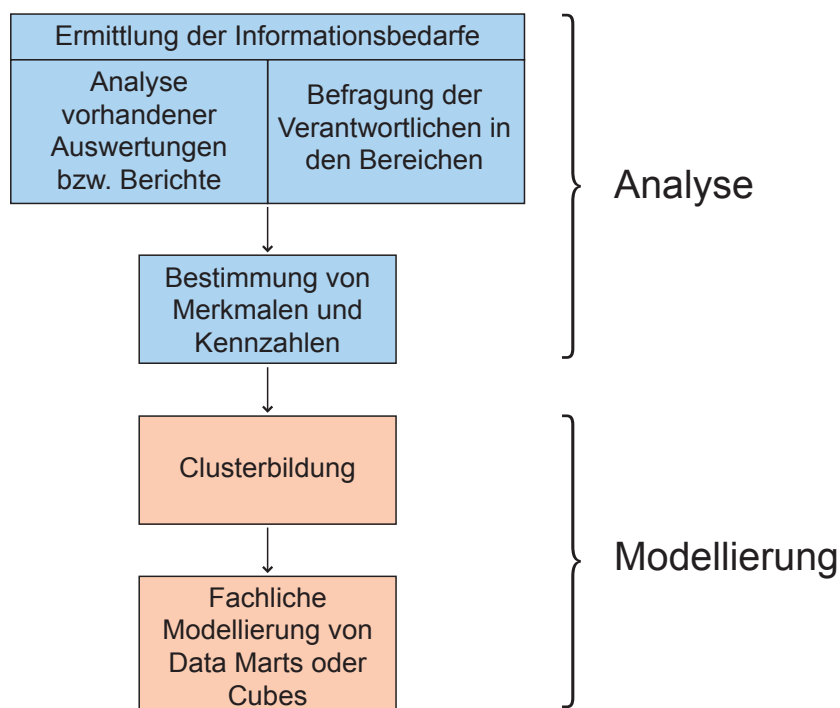 Ermittlung der Informationsbedarfe
Analyse
vorhandener
Auswertungen
bzw. Berichte
Befragung der
Verantwortlichen in
den Bereichen
Analyse
Bestimmung von
Merkmalen und
Kennzahlen
Clusterbildung
Modellierung
Fachliche
Modellierung von
Data Marts oder
Cubes